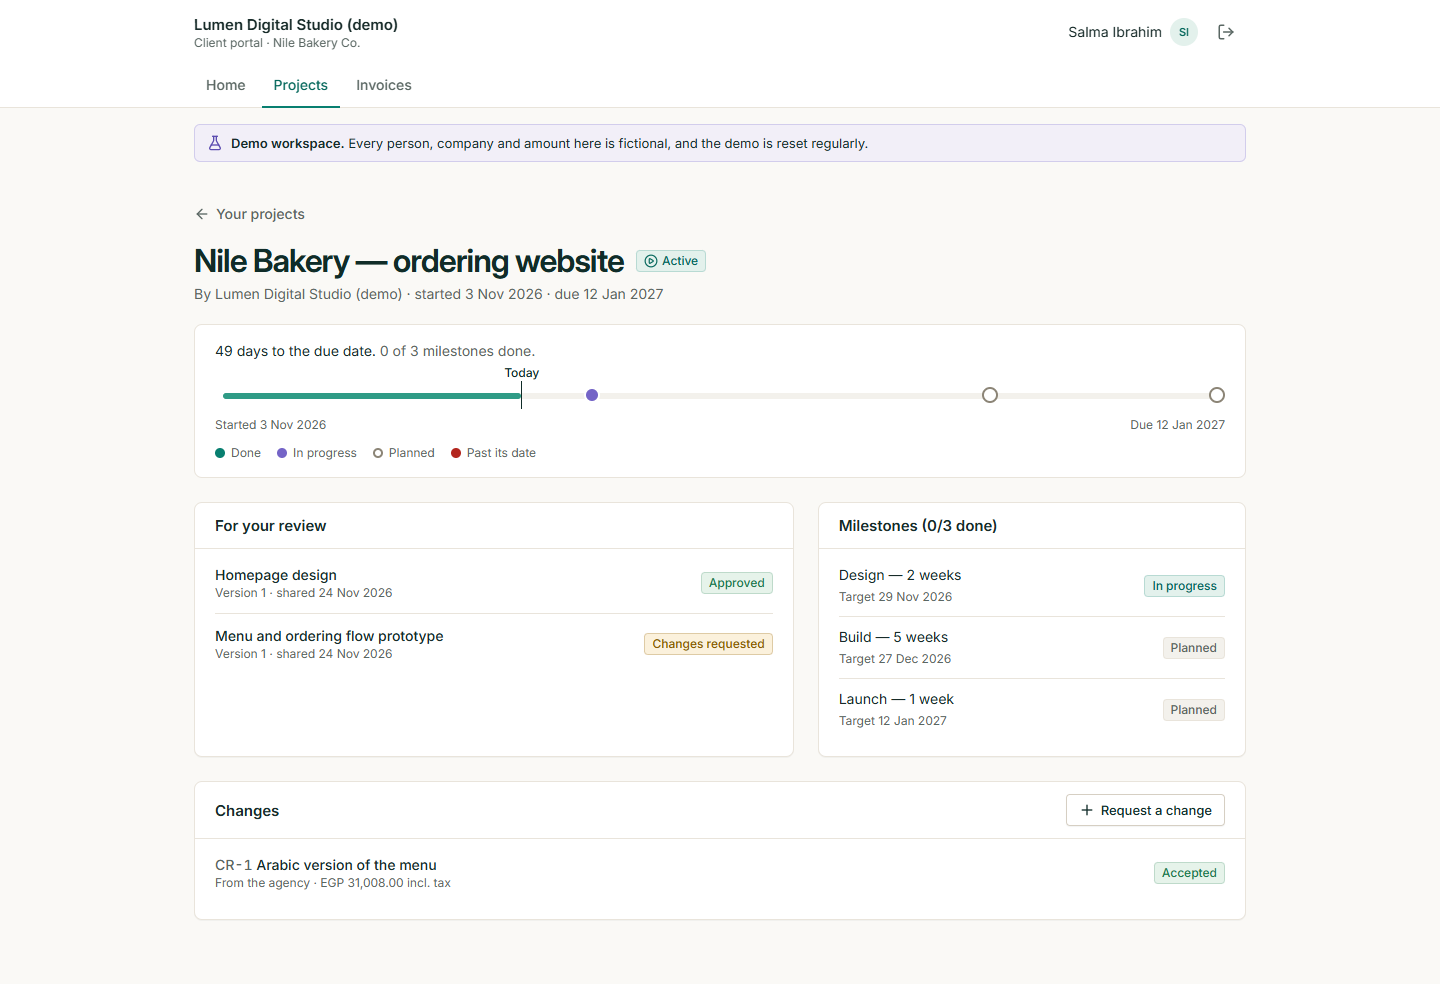 Lumen Digital Studio (demo)
Client portal · Nile Bakery Co.
Salma Ibrahim
SI
Home
Projects
Invoices
Demo workspace. Every person, company and amount here is fictional, and the demo is reset regularly.
Your projects
Nile Bakery — ordering website
Active
By Lumen Digital Studio (demo) · started 3 Nov 2026 · due 12 Jan 2027
49 days to the due date. 0 of 3 milestones done.
Today
Started 3 Nov 2026
Due 12 Jan 2027
Done
In progress
Planned
Past its date
For your review
Homepage design
Version 1 · shared 24 Nov 2026
Approved
Menu and ordering flow prototype
Version 1 · shared 24 Nov 2026
Changes requested
Milestones (0/3 done)
Design — 2 weeks
Target 29 Nov 2026
In progress
Build — 5 weeks
Target 27 Dec 2026
Planned
Launch — 1 week
Target 12 Jan 2027
Planned
Changes
Request a change
CR-1 Arabic version of the menu
From the agency · EGP 31,008.00 incl. tax
Accepted